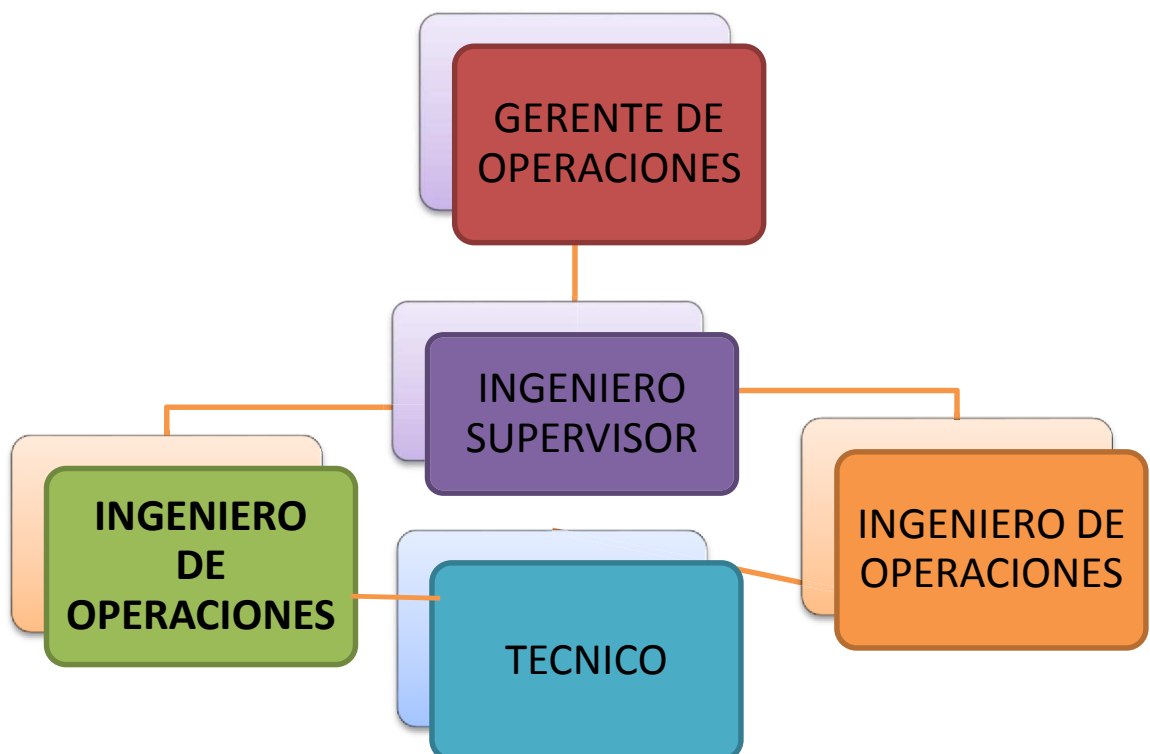 GERENTE DE
OPERACIONES
INGENIERO
SUPERVISOR
INGENIERO
DE
OPERACIONES
INGENIERO DE
OPERACIONES
TECNICO